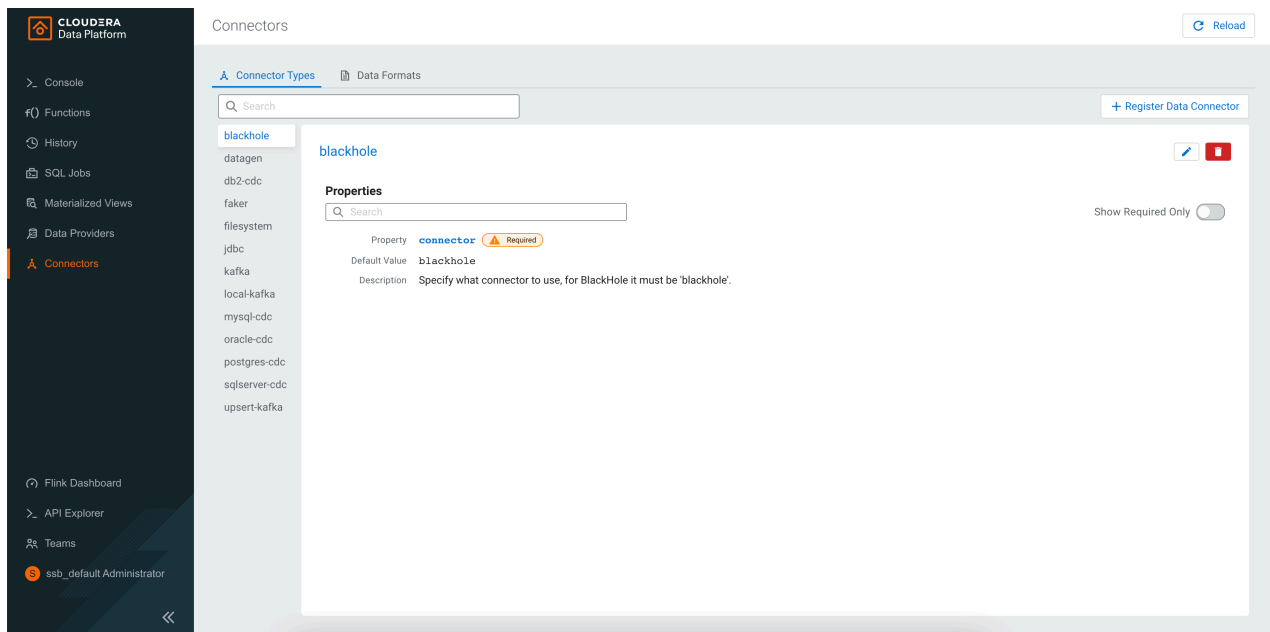 CLOUDERA
Data Platform
Console
Functions
History
SQL Jobs
Materialized Views
Data Providers
Connectors
Flink Dashboard
API Explorer
Teams
S ssb_default Administrator
Connectors
Reload
Connector Types
Data Formats
Search
+ Register Data Connector
blackhole
datagen
db2-cdc
faker
filesystem
jdbc
kafka
local-kafka
mysql-cdc
oracle-cdc
postgres-cdc
sqlserver-cdc
upsert-kafka
blackhole
Properties
Search
Show Required Only
Property connector Required
Default Value blackhole
Description Specify what connector to use, for BlackHole it must be 'blackhole'.